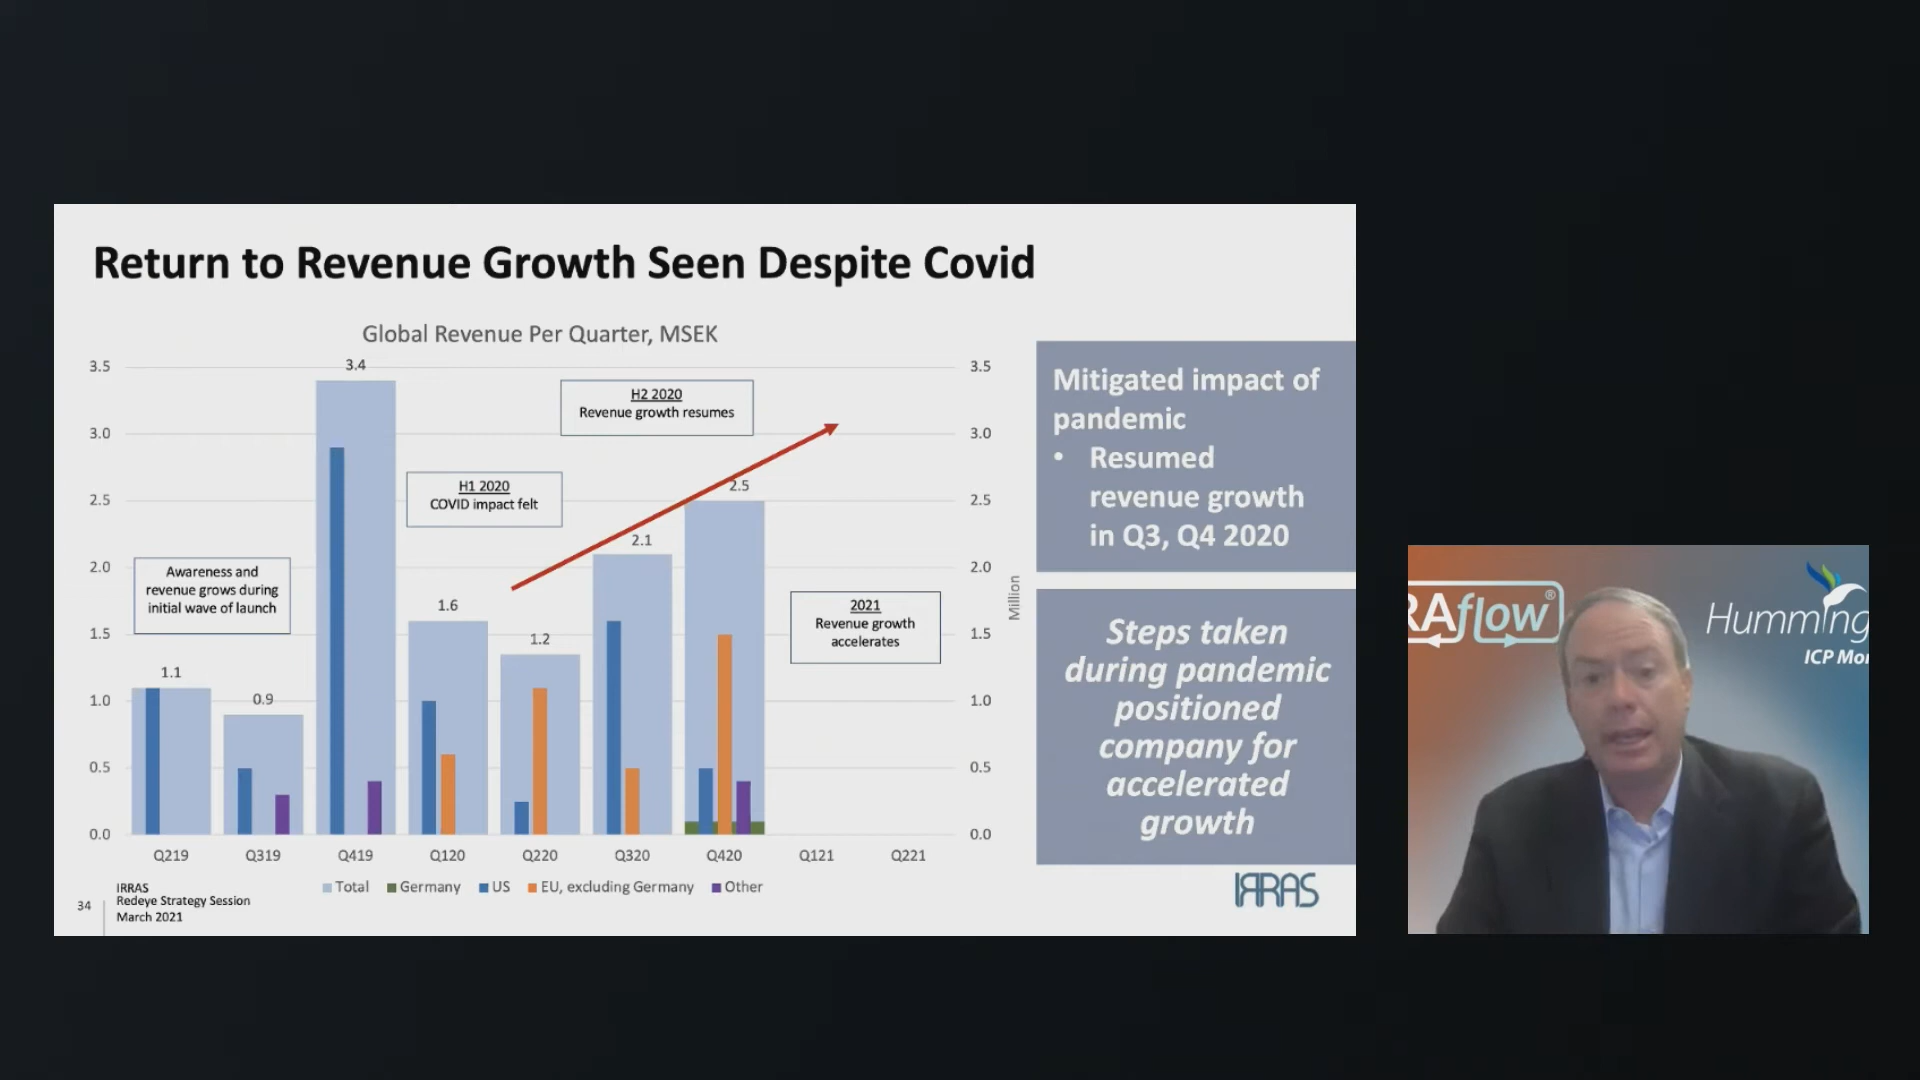 Return to Revenue Growth Seen Despite Covid
Global Revenue Per Quarter, MSEK
3.5
3.0
2.5
2.0
1.5
1.0
0.5
0.0
3.5
3.0
2.5
2.0
1.5
1.0
0.5
0.0
Million
1.1
0.9
3.4
1.6
1.2
2.1
2.5
Awareness and
revenue grows during
initial wave of launch
H1 2020
COVID impact felt
H2 2020
Revenue growth resumes
2021
Revenue growth
accelerates
Q219 Q319 Q419 Q120 Q220 Q320 Q420 Q121 Q221
Total Germany US EU, excluding Germany Other
Mitigated impact of
pandemic
• Resumed
revenue growth
in Q3, Q4 2020
Steps taken
during pandemic
positioned
company for
accelerated
growth
34
IRRAS
Redeye Strategy Session
March 2021
IRRAS
RAflow®
Humming
ICP Mon